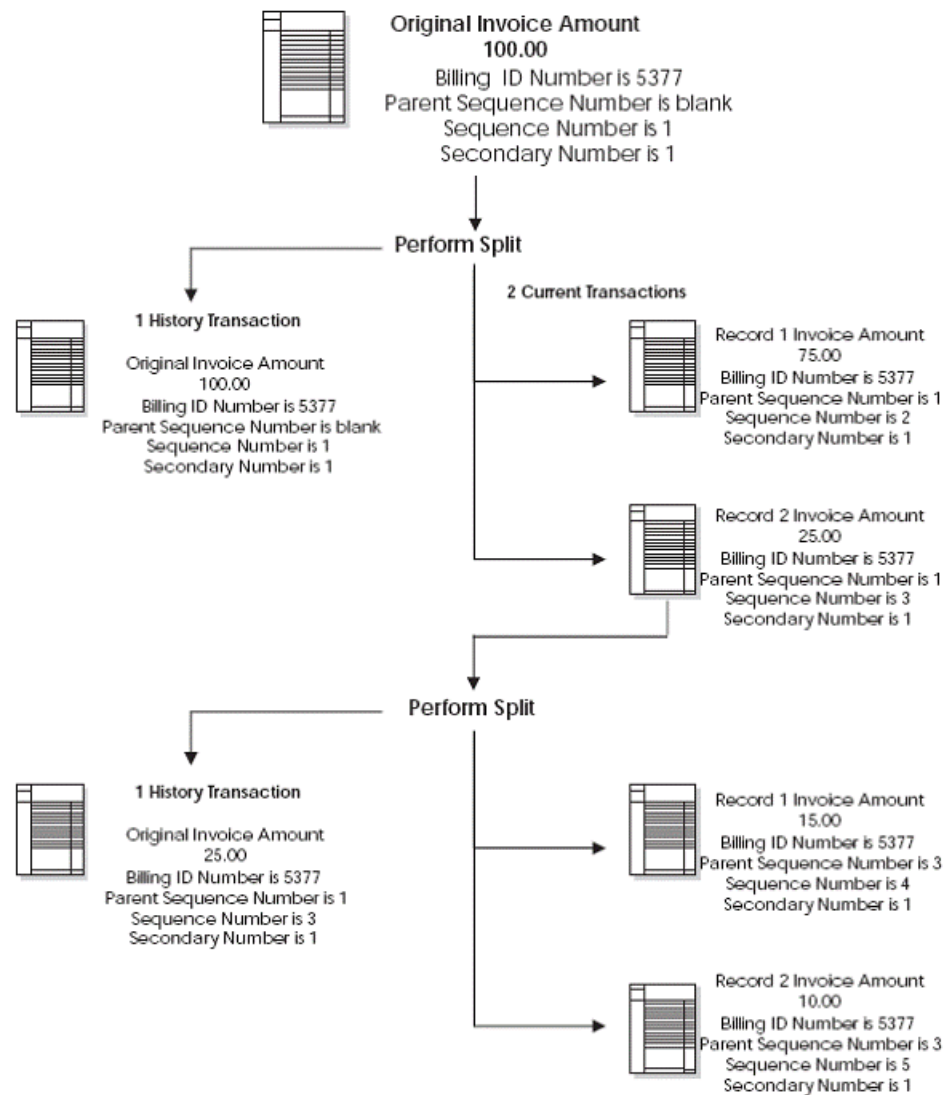 Original Invoice Amount
100.00
Billing ID Number is 5377
Parent Sequence Number is blank
Sequence Number is 1
Secondary Number is 1
Perform Split
2 Current Transactions
1 History Transaction
Original Invoice Amount
100.00
Billing ID Number is 5377
Parent Sequence Number is blank
Sequence Number is 1
Secondary Number is 1
Record 1 Invoice Amount
75.00
Billing ID Number is 5377
Parent Sequence Number is 1
Sequence Number is 2
Secondary Number is 1
Record 2 Invoice Amount
25.00
Billing ID Number is 5377
Parent Sequence Number is 1
Sequence Number is 3
Secondary Number is 1
Perform Split
1 History Transaction
Original Invoice Amount
25.00
Billing ID Number is 5377
Parent Sequence Number is 1
Sequence Number is 3
Secondary Number is 1
Record 1 Invoice Amount
15.00
Billing ID Number is 5377
Parent Sequence Number is 3
Sequence Number is 4
Secondary Number is 1
Record 2 Invoice Amount
10.00
Billing ID Number is 5377
Parent Sequence Number is 3
Sequence Number is 5
Secondary Number is 1